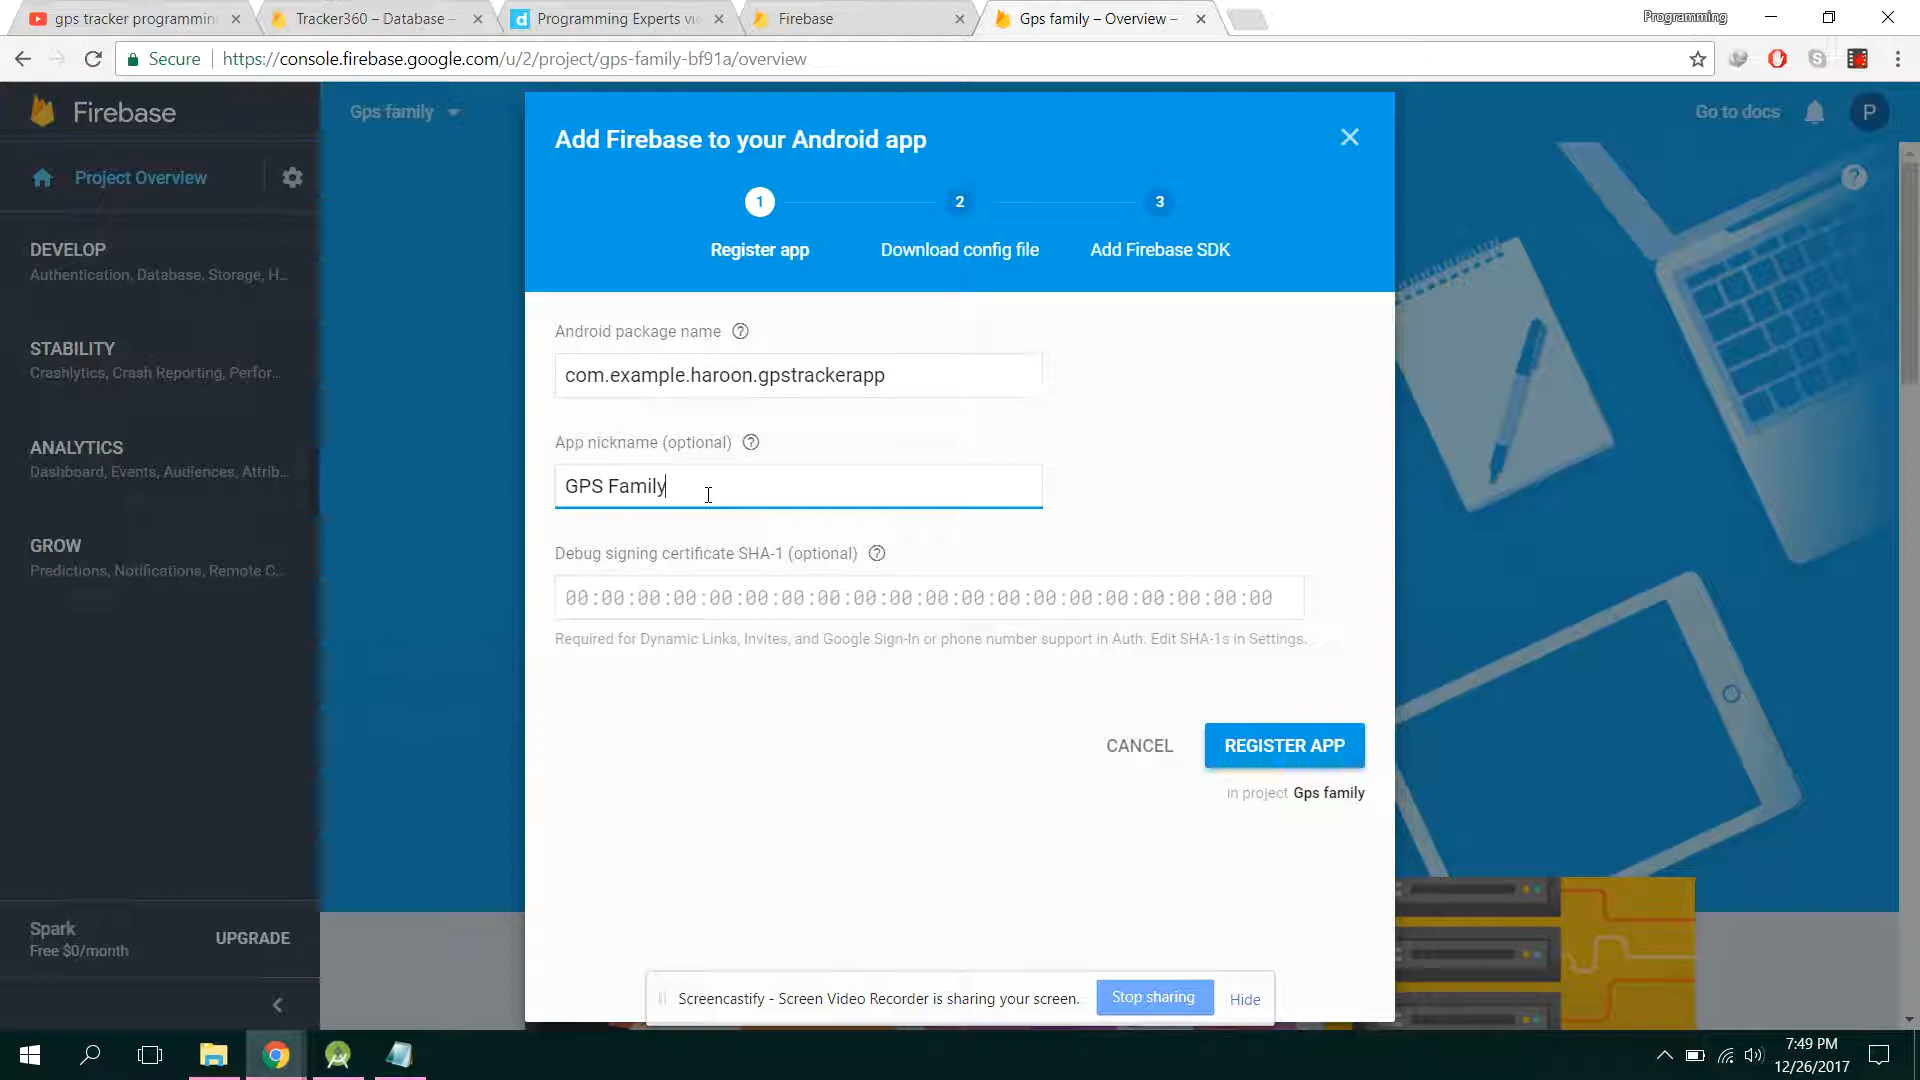 gps tracker programmin
Tracker360 – Database –
Programming Experts vi
Firebase
Gps family – Overview –
Programming
Secure
https://console.firebase.google.com/u/2/project/gps-family-bf91a/overview
Firebase
Gps family
Go to docs
P
Project Overview
DEVELOP
Authentication, Database, Storage, H...
STABILITY
Crashlytics, Crash Reporting, Perfor...
ANALYTICS
Dashboard, Events, Audiences, Attrib...
GROW
Predictions, Notifications, Remote C...
Spark
Free $0/month
UPGRADE
Add Firebase to your Android app
1
2
3
Register app
Download config file
Add Firebase SDK
Android package name
com.example.haroon.gpstrackerapp
App nickname (optional)
GPS Family
Debug signing certificate SHA-1 (optional)
00:00:00:00:00:00:00:00:00:00:00:00:00:00:00:00:00:00:00:00
Required for Dynamic Links, Invites, and Google Sign-In or phone number support in Auth. Edit SHA-1s in Settings.
CANCEL
REGISTER APP
in project Gps family
Screencastify - Screen Video Recorder is sharing your screen.
Stop sharing
Hide
7:49 PM
12/26/2017